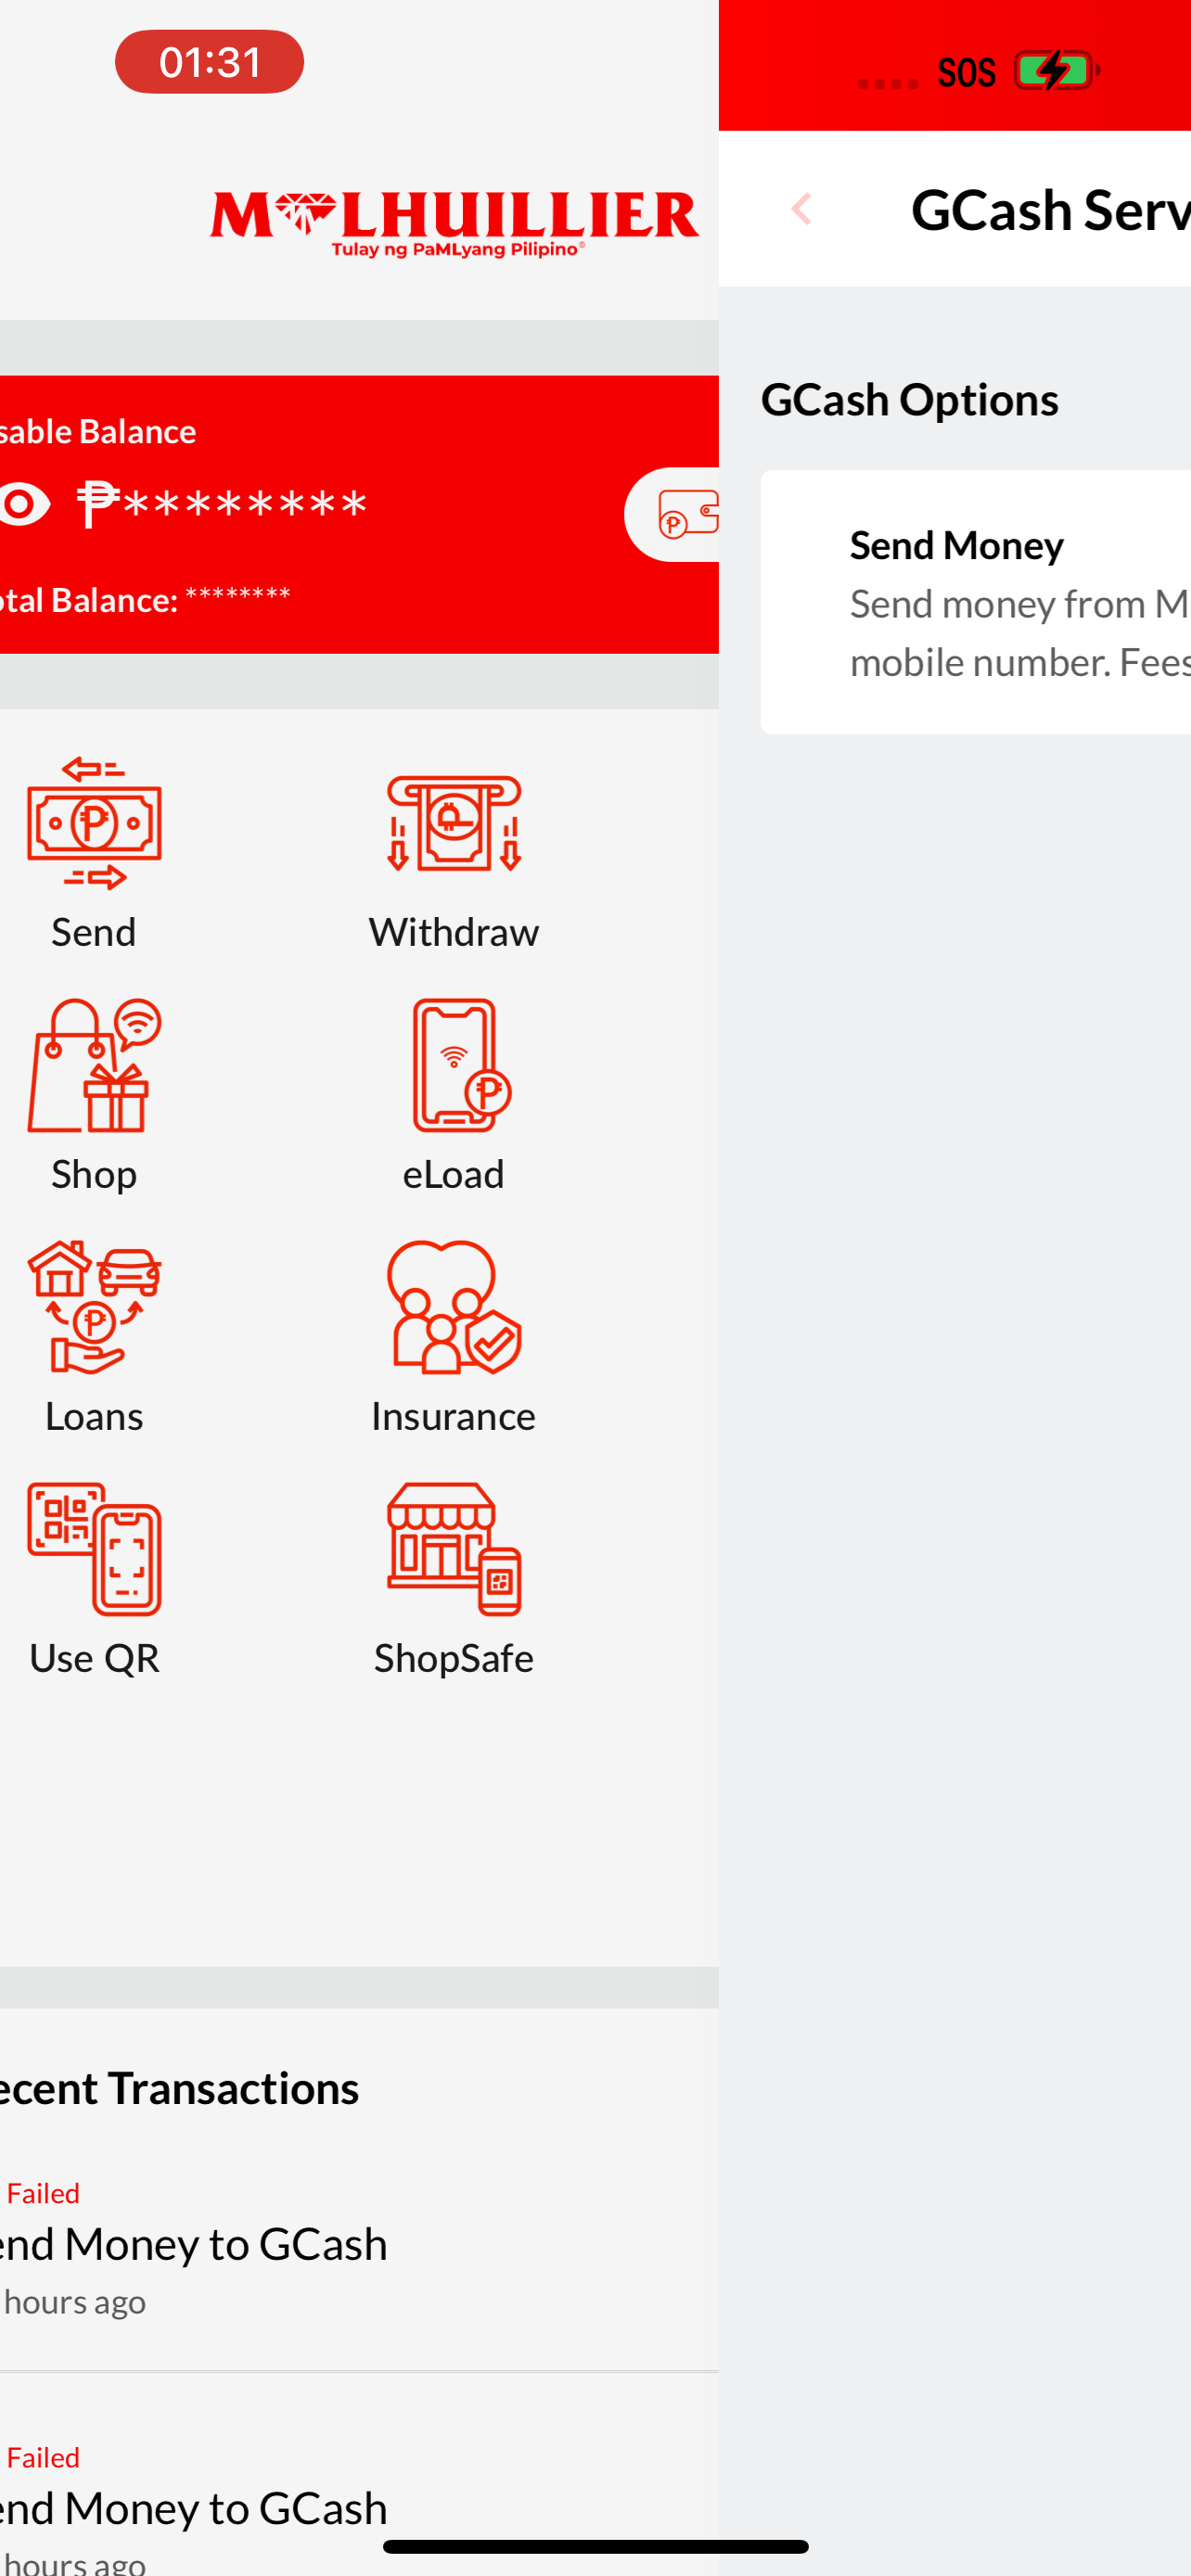 01:31
SOS
MLHUILLIER
Tulay ng PaMLyang Pilipino®
sable Balance
₱********
otal Balance: ********
Send
Withdraw
Shop
eLoad
Loans
Insurance
Use QR
ShopSafe
ecent Transactions
Failed
end Money to GCash
hours ago
Failed
end Money to GCash
hours ago
GCash Serv
GCash Options
Send Money
Send money from M
mobile number. Fees